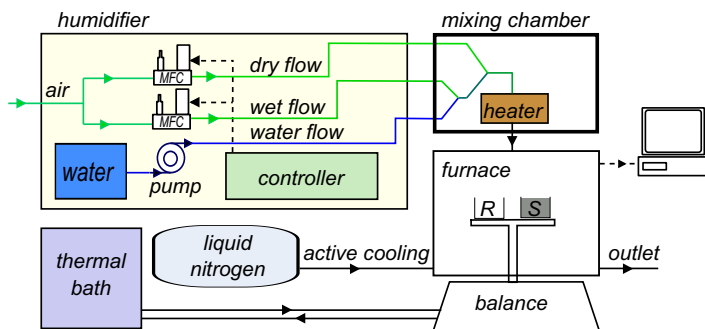 humidifier
mixing chamber
air
MFC
dry flow
MFC
wet flow
water flow
heater
water
pump
controller
furnace
R
S
thermal
bath
liquid
nitrogen
active cooling
outlet
balance